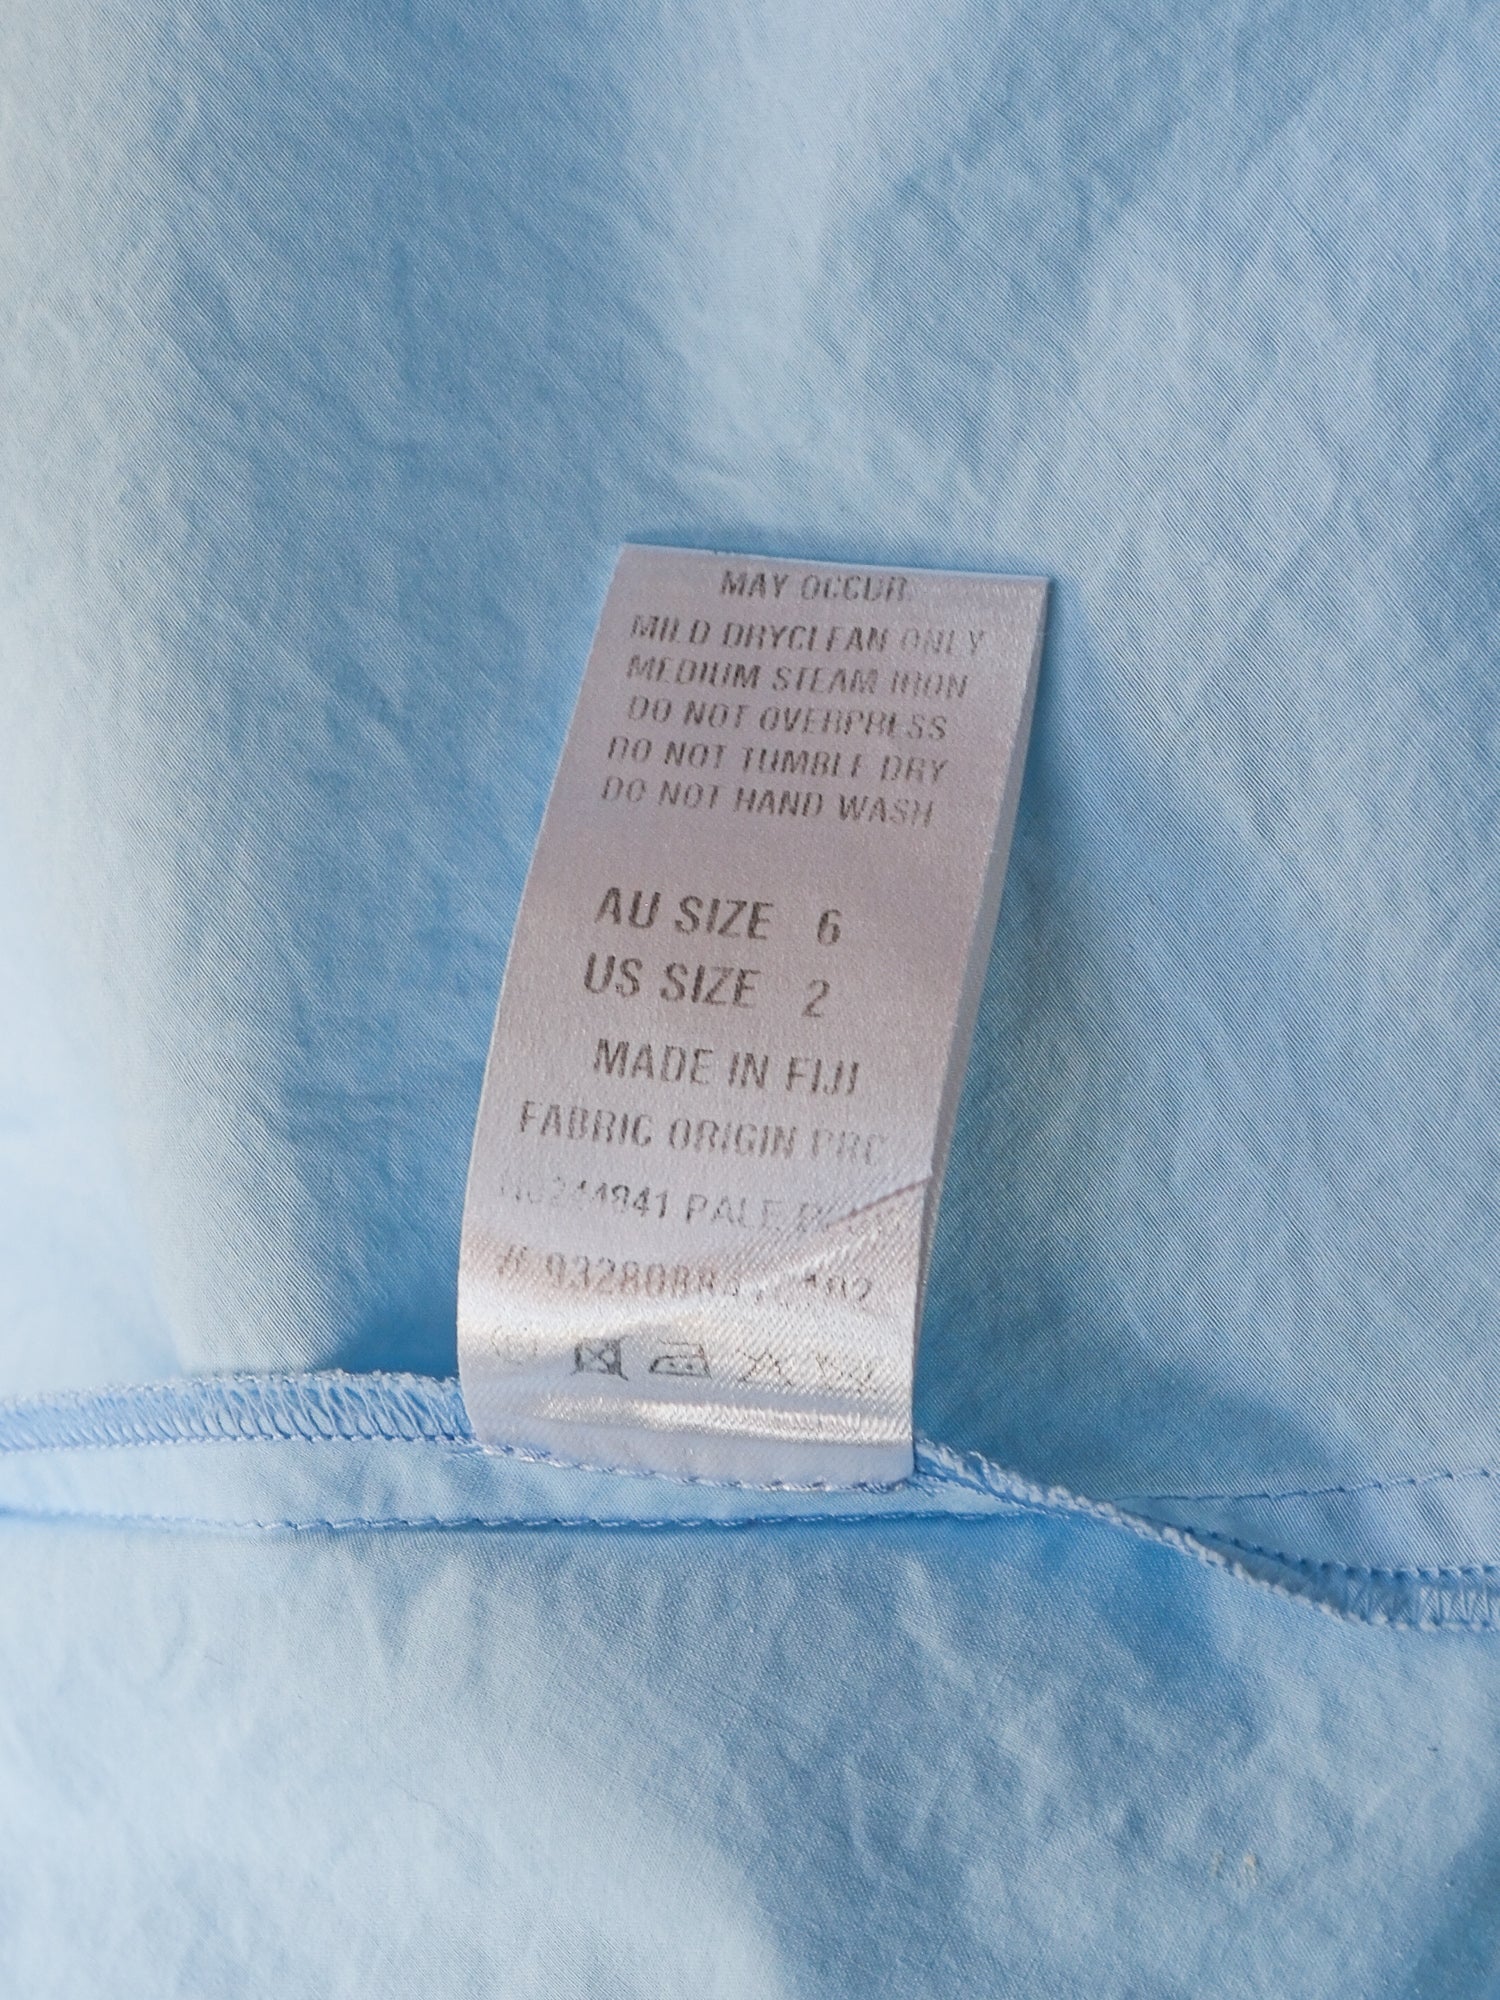 MAY OCCUR.
MILD DRYCLEAN ONLY
MEDIUM STEAM IRON
DO NOT OVERPRESS
DO NOT TUMBLE DRY
DO NOT HAND WASH
AU SIZE 6
US SIZE 2
MADE IN FIJI
FABRIC ORIGIN PRC
PALE
#